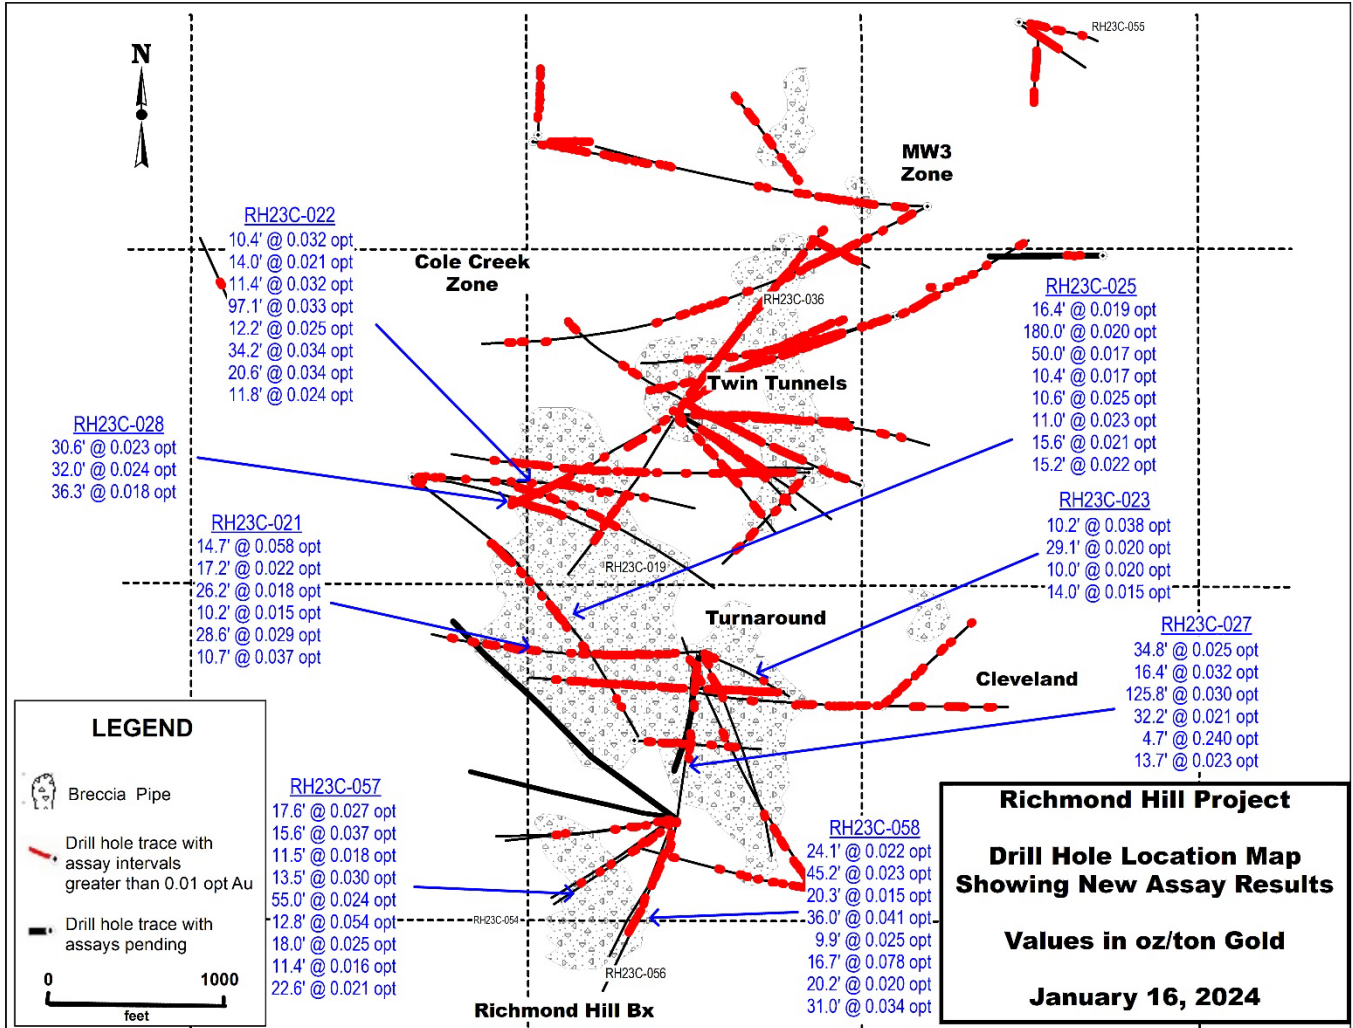 N
RH23C-055
MW3
Zone
RH23C-022
10.4' @ 0.032 opt
14.0' @ 0.021 opt
11.4' @ 0.032 opt
97.1' @ 0.033 opt
12.2' @ 0.025 opt
34.2' @ 0.034 opt
20.6' @ 0.034 opt
11.8' @ 0.024 opt
Cole Creek
Zone
RH23C-036
RH23C-025
16.4' @ 0.019 opt
180.0' @ 0.020 opt
50.0' @ 0.017 opt
10.4' @ 0.017 opt
10.6' @ 0.025 opt
11.0' @ 0.023 opt
15.6' @ 0.021 opt
15.2' @ 0.022 opt
Twin Tunnels
RH23C-028
30.6' @ 0.023 opt
32.0' @ 0.024 opt
36.3' @ 0.018 opt
RH23C-023
10.2' @ 0.038 opt
29.1' @ 0.020 opt
10.0' @ 0.020 opt
14.0' @ 0.015 opt
RH23C-021
14.7' @ 0.058 opt
17.2' @ 0.022 opt
26.2' @ 0.018 opt
10.2' @ 0.015 opt
28.6' @ 0.029 opt
10.7' @ 0.037 opt
RH23C-019
Turnaround
RH23C-027
34.8' @ 0.025 opt
16.4' @ 0.032 opt
125.8' @ 0.030 opt
32.2' @ 0.021 opt
4.7' @ 0.240 opt
13.7' @ 0.023 opt
Cleveland
LEGEND
Breccia Pipe
Drill hole trace with
assay intervals
greater than 0.01 opt Au
Drill hole trace with
assays pending
0 1000
feet
RH23C-057
17.6' @ 0.027 opt
15.6' @ 0.037 opt
11.5' @ 0.018 opt
13.5' @ 0.030 opt
55.0' @ 0.024 opt
12.8' @ 0.054 opt
18.0' @ 0.025 opt
11.4' @ 0.016 opt
22.6' @ 0.021 opt
RH23C-054
RH23C-056
Richmond Hill Bx
RH23C-058
24.1' @ 0.022 opt
45.2' @ 0.023 opt
20.3' @ 0.015 opt
36.0' @ 0.041 opt
9.9' @ 0.025 opt
16.7' @ 0.078 opt
20.2' @ 0.020 opt
31.0' @ 0.034 opt
Richmond Hill Project
Drill Hole Location Map
Showing New Assay Results
Values in oz/ton Gold
January 16, 2024